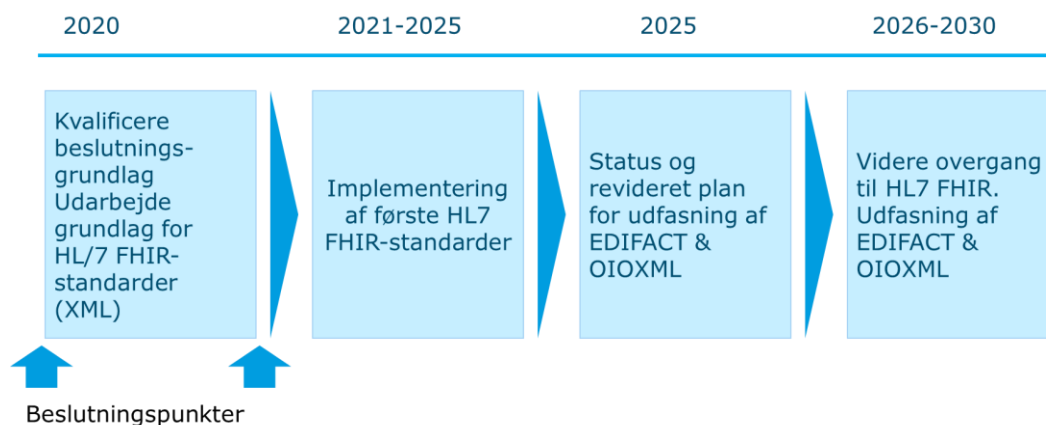 2020
2021-2025
2025
2026-2030
Kvalificere
beslutnings-
grundlag
Udarbejde
grundlag for
HL/7 FHIR-
standarder
(XML)
Implementering
af første HL7
FHIR-standarder
Status og
revideret plan
for udfasning af
EDIFACT &
OIOXML
Videre overgang
til HL7 FHIR.
Udfasning af
EDIFACT &
OIOXML
Beslutningspunkter